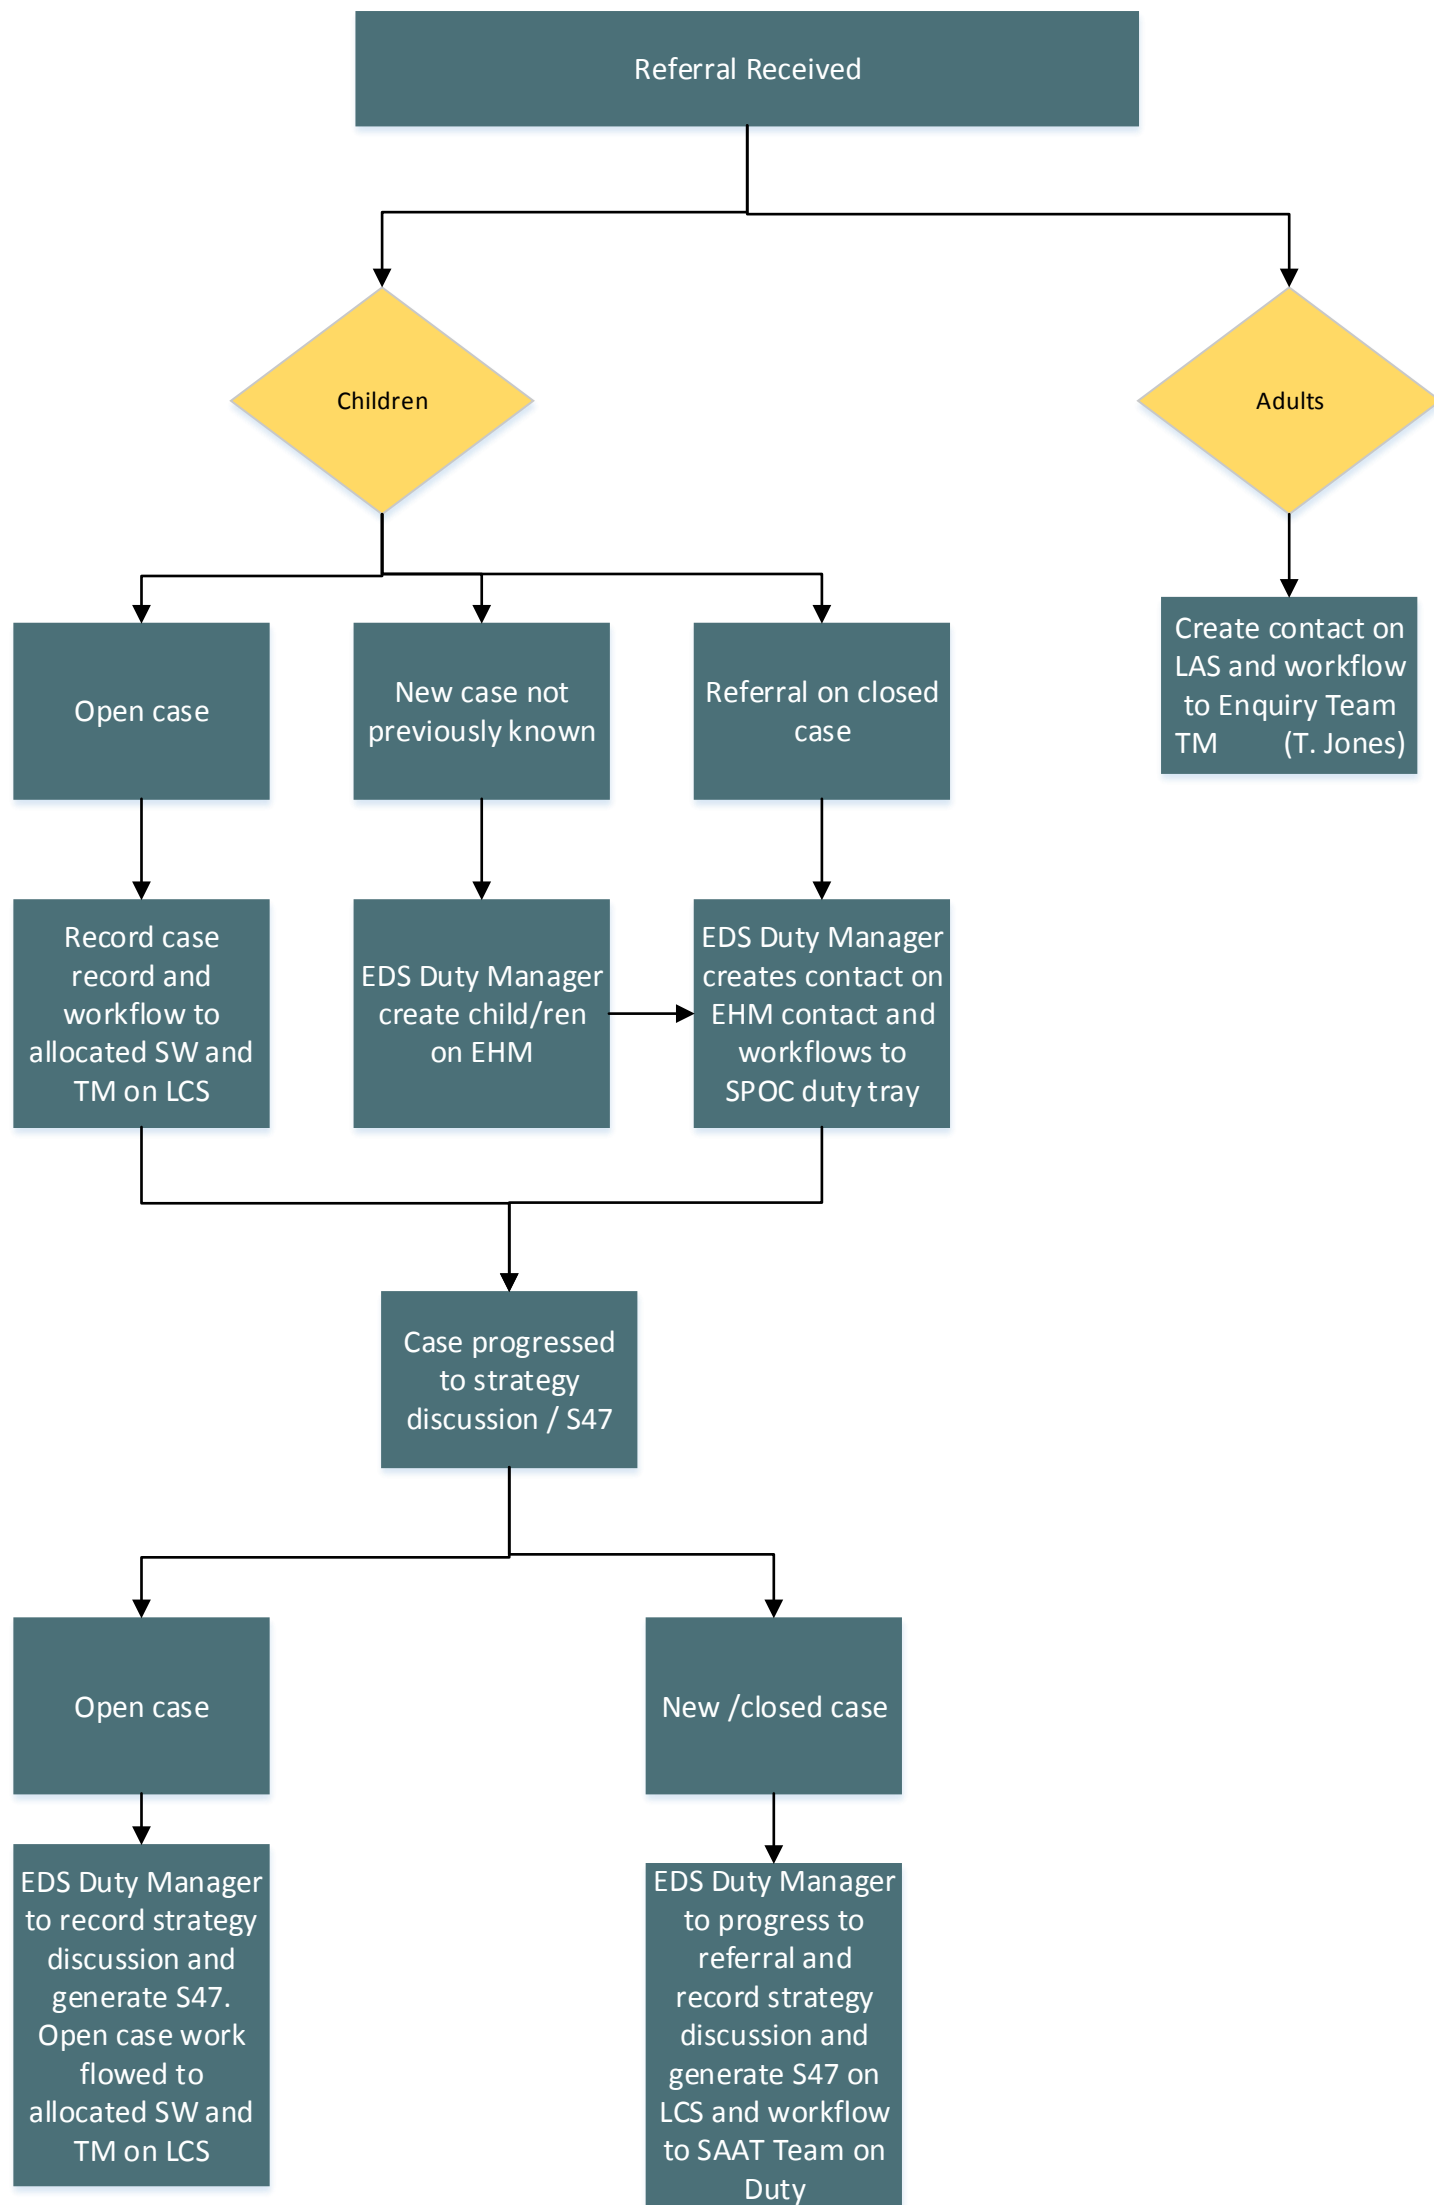 Referral Received
Children
Adults
Open case
New case not
previously known
Referral on closed
case
Create contact on
LAS and workflow
to Enquiry Team
TM (T. Jones)
Record case
record and
workflow to
allocated SW and
TM on LCS
EDS Duty Manager
create child/ren
on EHM
EDS Duty Manager
creates contact on
EHM contact and
workflows to
SPOC duty tray
Case progressed
to strategy
discussion / S47
Open case
New /closed case
EDS Duty Manager
to record strategy
discussion and
generate S47.
Open case work
flowed to
allocated SW and
TM on LCS
EDS Duty Manager
to progress to
referral and
record strategy
discussion and
generate S47 on
LCS and workflow
to SAAT Team on
Duty